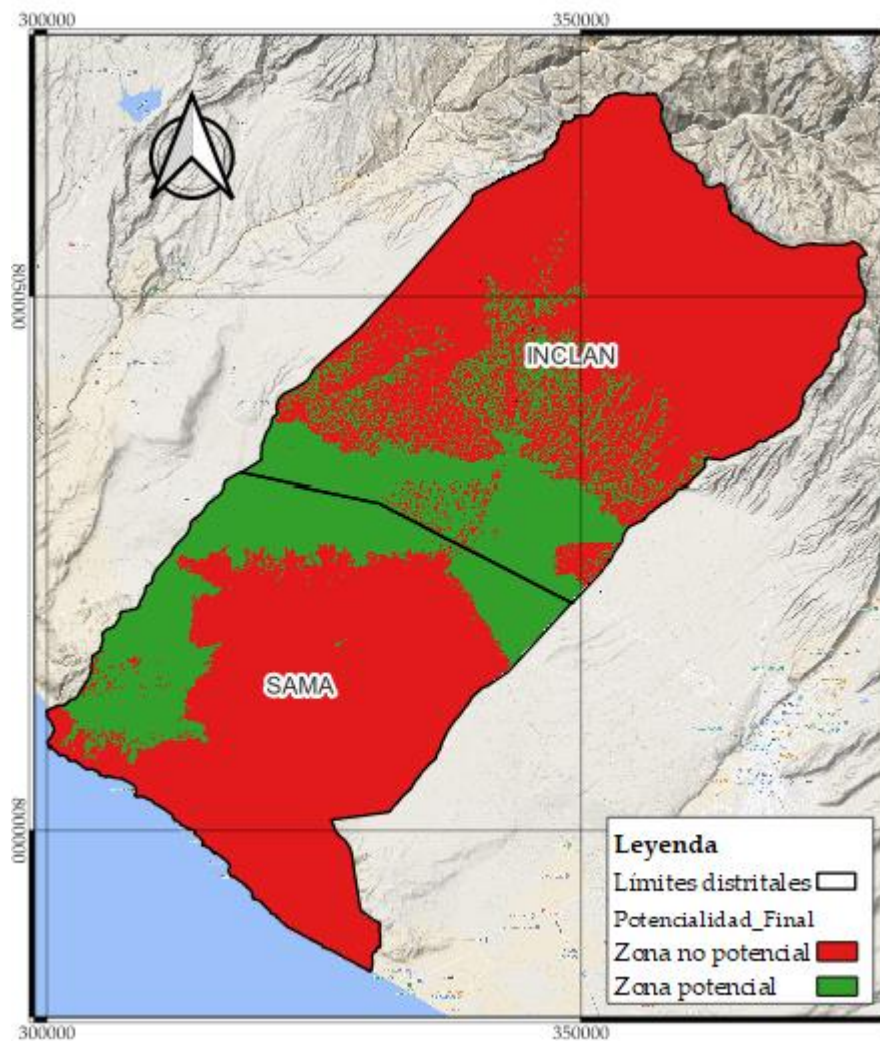 300000
350000
8050000
INCLAN
SAMA
8000000
Leyenda
Límites distritales
Potencialidad_Final
Zona no potencial
Zona potencial
300000
350000